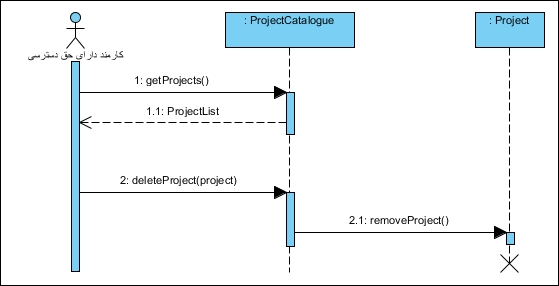 : ProjectCatalogue
: Project
کارمند دارای حق دسترسی
1: getProjects()
1.1: ProjectList
2: deleteProject(project)
2.1: removeProject()